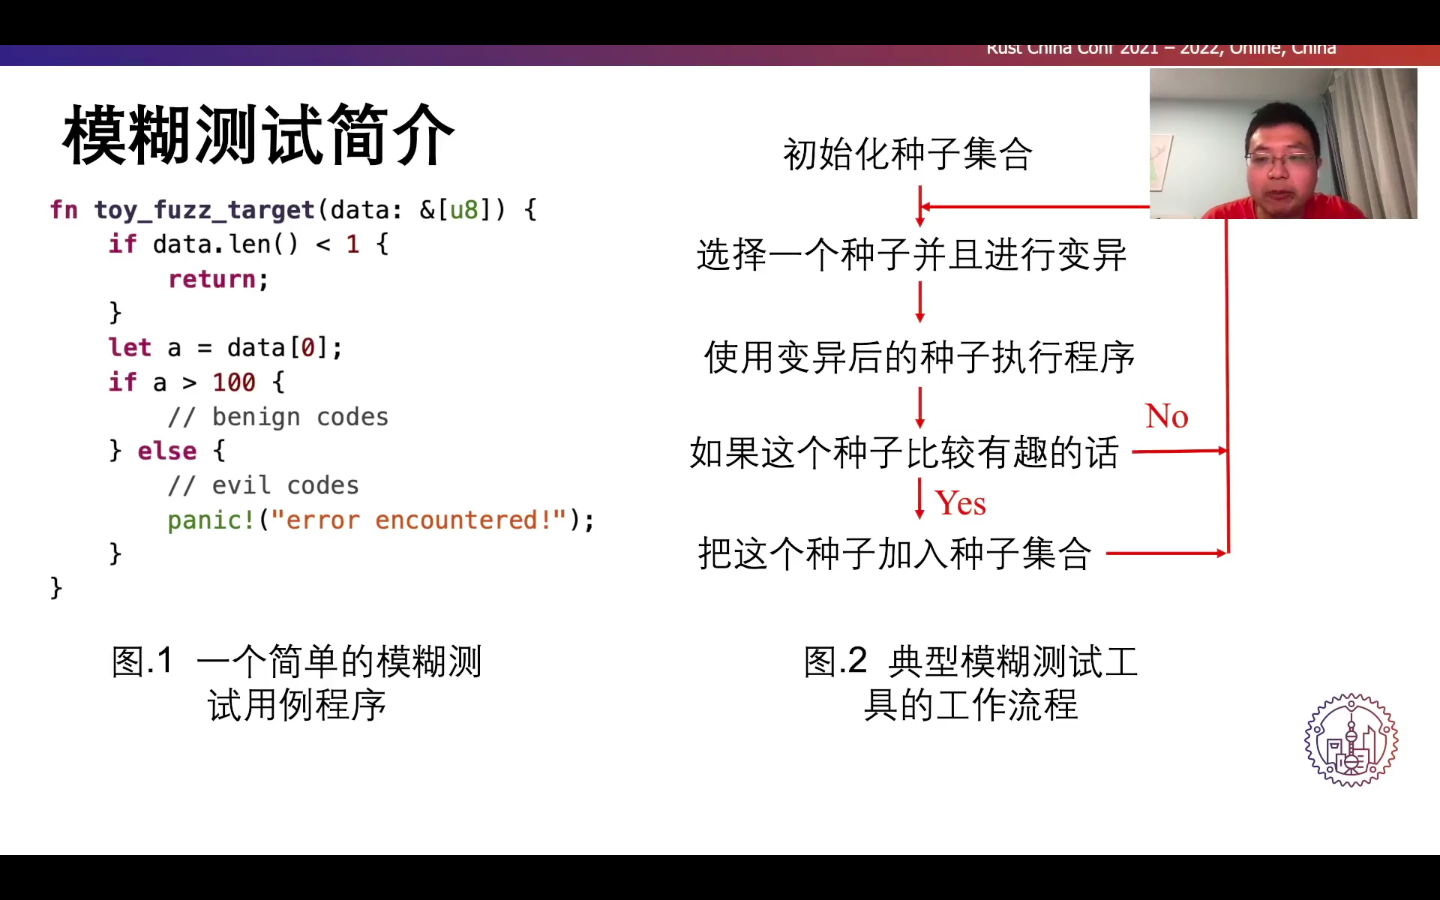 Rust China Conf 2021 – 2022, Online, China
模糊测试简介
fn toy_fuzz_target(data: &[u8]) {
if data.len() < 1 {
return;
}
let a = data[0];
if a > 100 {
// benign codes
} else {
// evil codes
panic!("error encountered!");
}
}
图.1 一个简单的模糊测
试用例程序
初始化种子集合
选择一个种子并且进行变异
使用变异后的种子执行程序
如果这个种子比较有趣的话
No
Yes
把这个种子加入种子集合
图.2 典型模糊测试工
具的工作流程